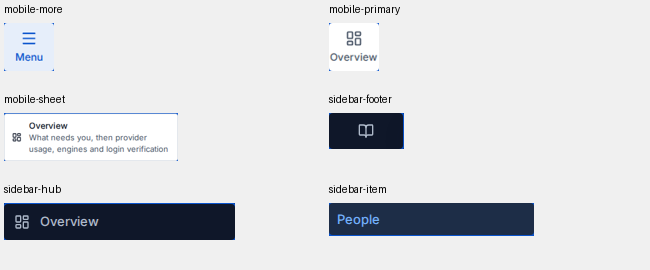 mobile-more
mobile-primary
Menu
Overview
mobile-sheet
sidebar-footer
Overview
What needs you, then provider
usage, engines and login verification
sidebar-hub
sidebar-item
Overview
People